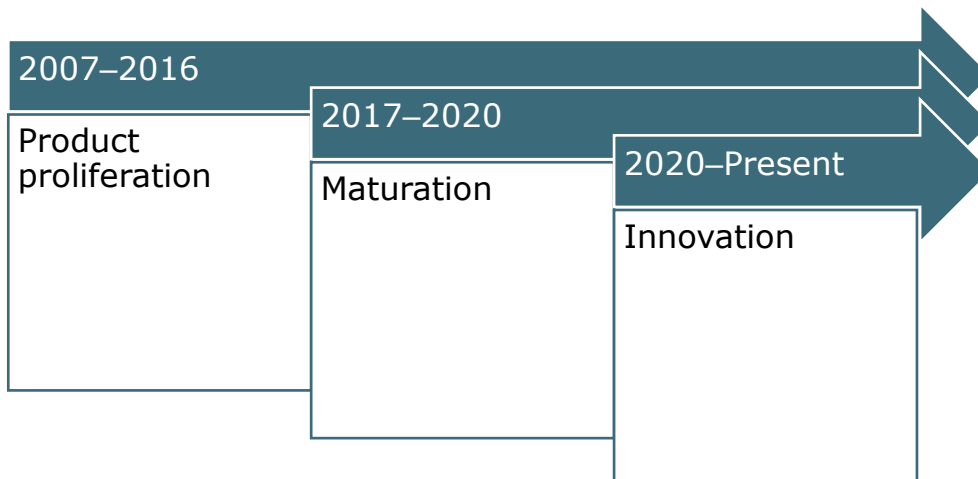 2007–2016
Product
proliferation
2017–2020
Maturation
2020–Present
Innovation